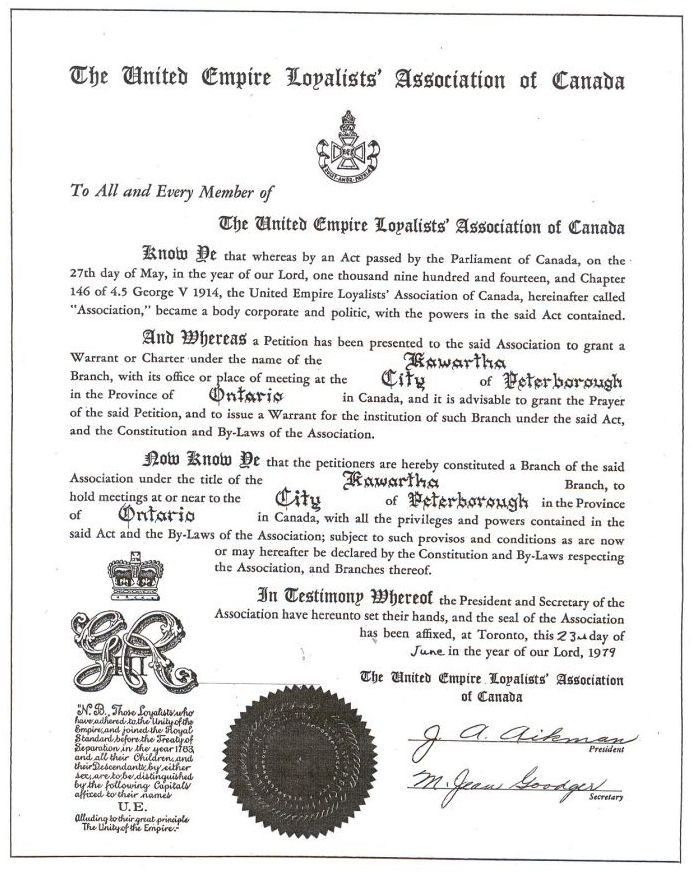 The United Empire Loyalists' Association of Canada
DUCIT AMOR PATRIAE
To All and Every Member of
The United Empire Loyalists' Association of Canada
Know Ye that whereas by an Act passed by the Parliament of Canada, on the
27th day of May, in the year of our Lord, one thousand nine hundred and fourteen, and Chapter
146 of 4.5 George V 1914, the United Empire Loyalists' Association of Canada, hereinafter called
"Association," became a body corporate and politic, with the powers in the said Act contained.
And Whereas a Petition has been presented to the said Association to grant a
Warrant or Charter under the name of the Kawartha
Branch, with its office or place of meeting at the City of Peterborough
in the Province of Ontario in Canada, and it is advisable to grant the Prayer
of the said Petition, and to issue a Warrant for the institution of such Branch under the said Act,
and the Constitution and By-Laws of the Association.
Now Know Ye that the petitioners are hereby constituted a Branch of the said
Association under the title of the Kawartha Branch, to
hold meetings at or near to the City of Peterborough in the Province
of Ontario in Canada, with all the privileges and powers contained in the
said Act and the By-Laws of the Association; subject to such provisos and conditions as are now
or may hereafter be declared by the Constitution and By-Laws respecting
the Association, and Branches thereof.
In Testimony Whereof the President and Secretary of the
Association have hereunto set their hands, and the seal of the Association
has been affixed, at Toronto, this 23rd day of
June in the year of our Lord, 1979
The United Empire Loyalists' Association
of Canada
GR III
"N.B., Those Loyalists who
have adhered to the Unity of the
Empire, and joined the Royal
Standard before the Treaty of
Separation in the year 1783,
and all their Children, and
their Descendants by either
sex, are to be distinguished
by the following Capitals
affixed to their names
U.E.
Alluding to their great principle
The Unity of the Empire."
J. A. Aikman
President
M. Jean Goodger
Secretary